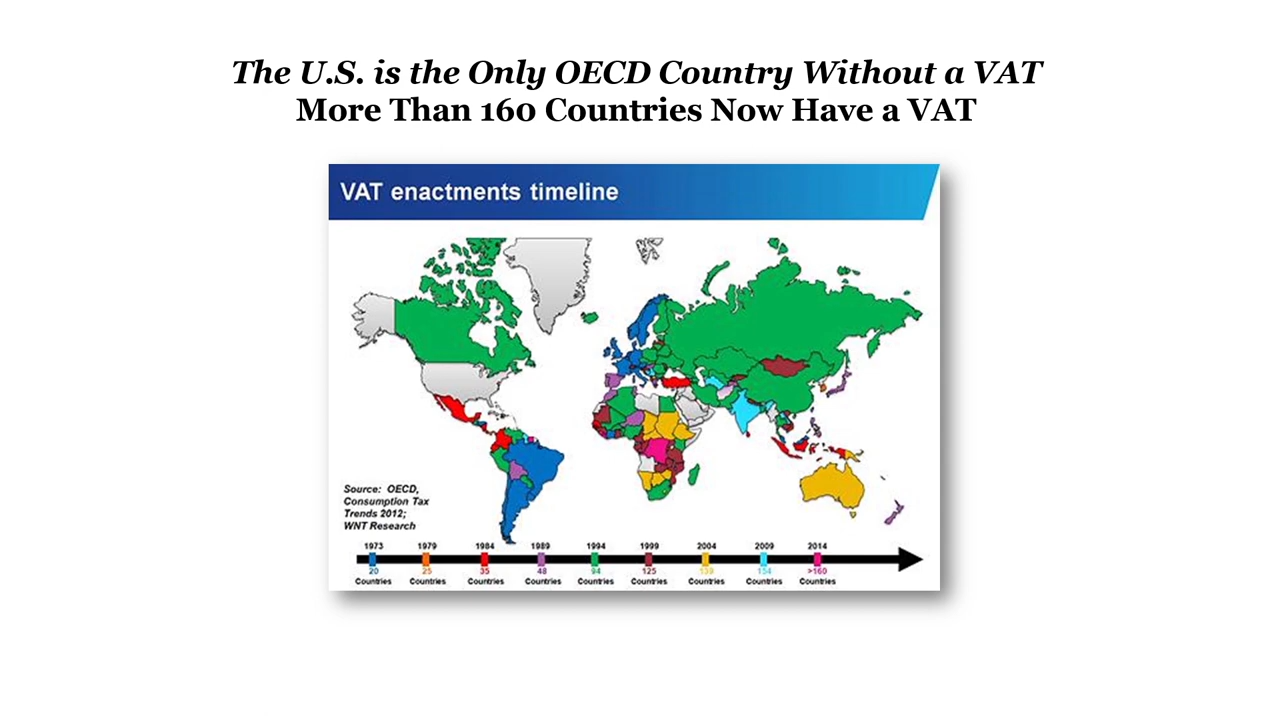 The U.S. is the Only OECD Country Without a VAT
More Than 160 Countries Now Have a VAT
VAT enactments timeline
Source: OECD,
Consumption Tax
Trends 2012;
WNT Research
1973 1979 1984 1989 1994 1999 2004 2009 2014
20 25 35 48 94 125 139 154 >160
Countries Countries Countries Countries Countries Countries Countries Countries Countries